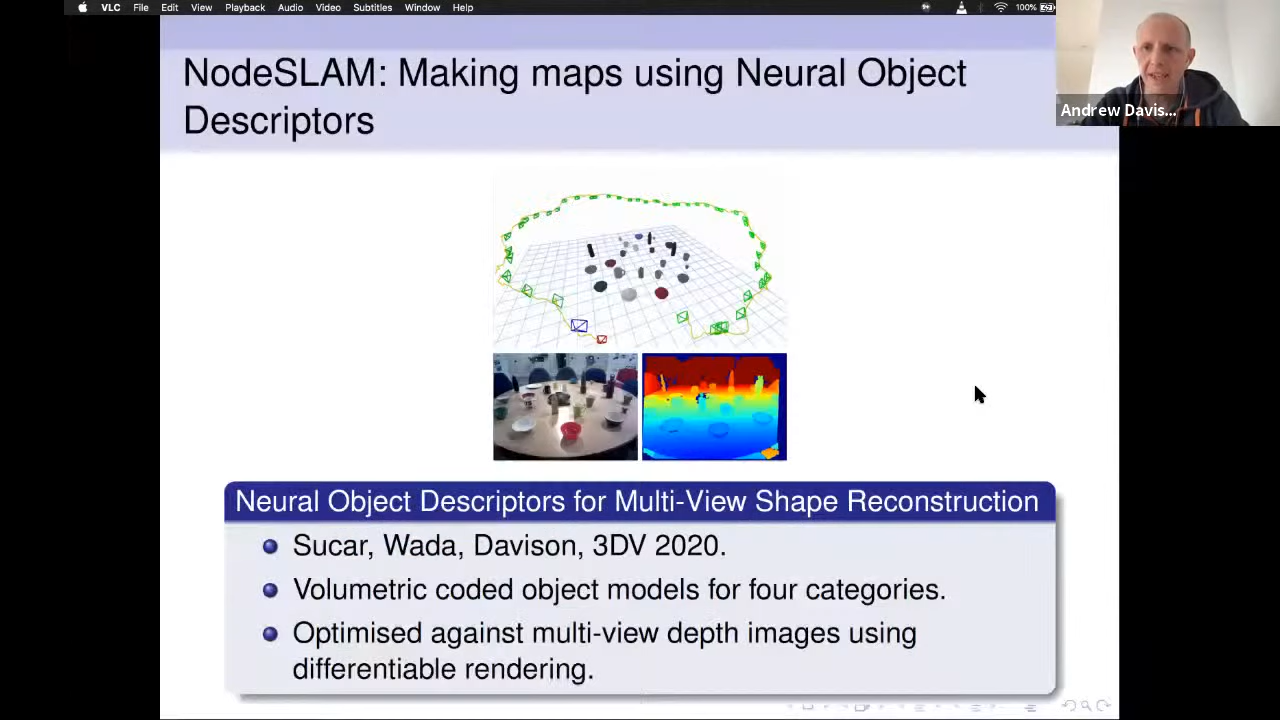 VLC File Edit View Playback Audio Video Subtitles Window Help
100%
NodeSLAM: Making maps using Neural Object
Descriptors
Andrew Davis...
Neural Object Descriptors for Multi-View Shape Reconstruction
Sucar, Wada, Davison, 3DV 2020.
Volumetric coded object models for four categories.
Optimised against multi-view depth images using
differentiable rendering.